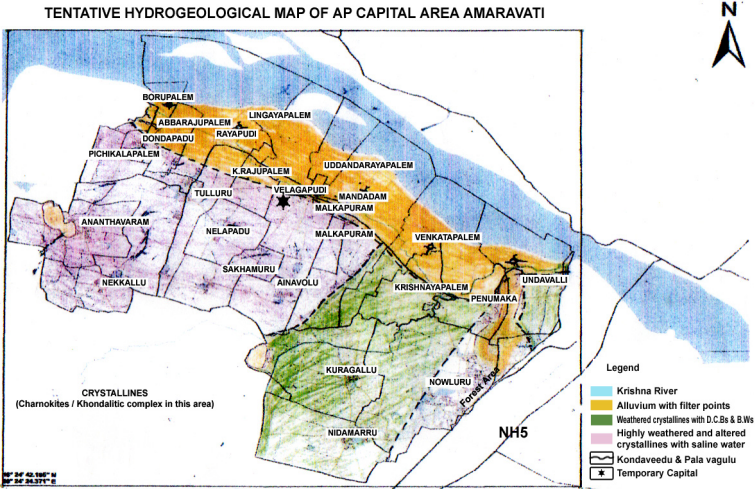 TENTATIVE HYDROGEOLOGICAL MAP OF AP CAPITAL AREA AMARAVATI
N
BORUPALEM
LINGAYAPALEM
ABBARAJUPALEM
RAYAPUDI
DONDAPADU
PICHIKALAPALEM
UDDANDARAYAPALEM
K.RAJUPALEM
VELAGAPUDI
TULLURU
MANDADAM
MALKAPURAM
ANANTHAVARAM
NELAPADU
MALKAPURAM
VENKATAPALEM
SAKHAMURU
NEKKALLU
AINAVOLU
KRISHNAYAPALEM
UNDAVALLI
PENUMAKA
KURAGALLU
NOWLURU
Forest Area
NIDAMARRU
NH5
CRYSTALLINES
(Charnokites / Khondalitic complex in this area)
Legend
Krishna River
Alluvium with filter points
Weathered crystallines with D.C.Bs & B.Ws
Highly weathered and altered
crystallines with saline water
Kondaveedu & Pala vagulu
Temporary Capital